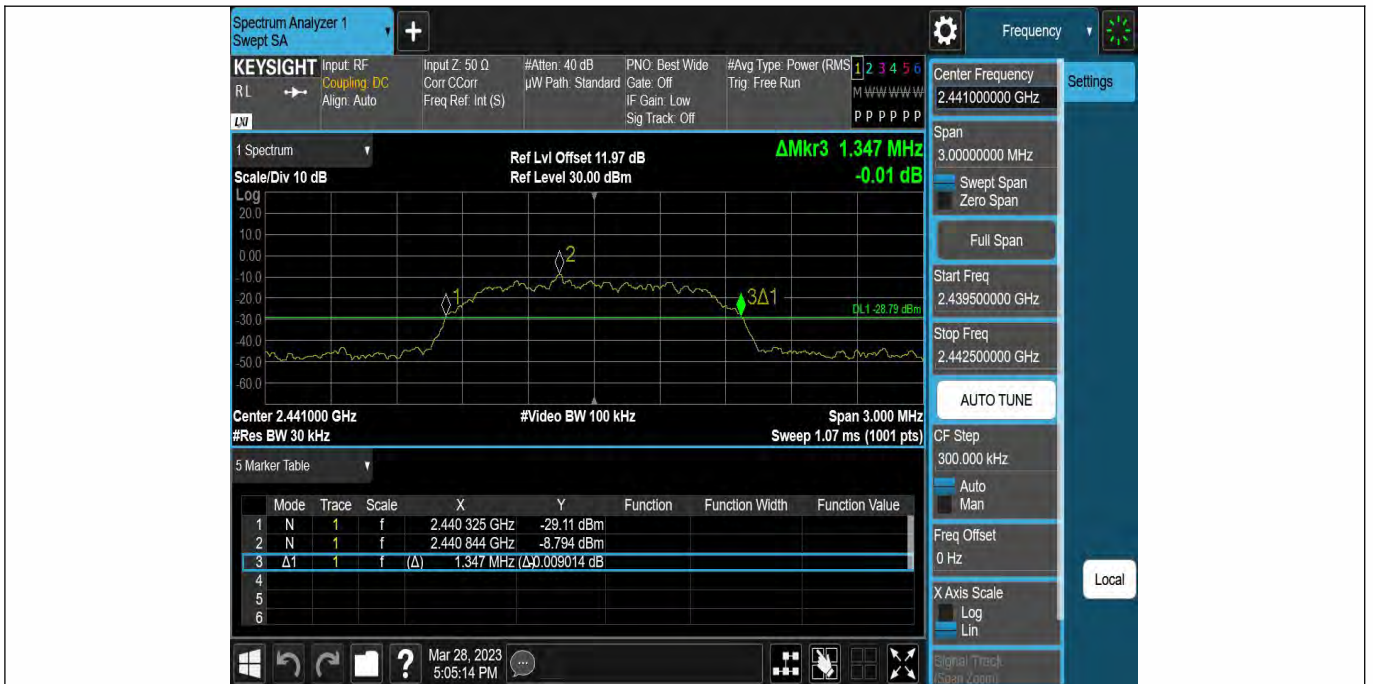 Spectrum Analyzer 1
Swept SA
+
Frequency
KEYSIGHT
RL
LXI
Input: RF
Coupling: DC
Align: Auto
Input Z: 50 Ω
Corr CCorr
Freq Ref: Int (S)
#Atten: 40 dB
µW Path: Standard
PNO: Best Wide
Gate: Off
IF Gain: Low
Sig Track: Off
#Avg Type: Power (RMS
Trig: Free Run
1 2 3 4 5 6
M W W W W W
P P P P P P
1 Spectrum
Scale/Div 10 dB
Ref Lvl Offset 11.97 dB
Ref Level 30.00 dBm
ΔMkr3 1.347 MHz
-0.01 dB
Log
20.0
10.0
0.00
-10.0
-20.0
-30.0
-40.0
-50.0
-60.0
1
2
3Δ1
DL1 -28.79 dBm
Center 2.441000 GHz
#Video BW 100 kHz
Span 3.000 MHz
#Res BW 30 kHz
Sweep 1.07 ms (1001 pts)
5 Marker Table
Mode Trace Scale X Y Function Function Width Function Value
1 N 1 f 2.440 325 GHz -29.11 dBm
2 N 1 f 2.440 844 GHz -8.794 dBm
3 Δ1 1 f (Δ) 1.347 MHz (Δ) -0.009014 dB
4
5
6
Mar 28, 2023
5:05:14 PM
?
Center Frequency
2.441000000 GHz
Settings
Span
3.00000000 MHz
Swept Span
Zero Span
Full Span
Start Freq
2.439500000 GHz
Stop Freq
2.442500000 GHz
AUTO TUNE
CF Step
300.000 kHz
Auto
Man
Freq Offset
0 Hz
X Axis Scale
Log
Lin
Signal Track
(Span Zoom)
Local